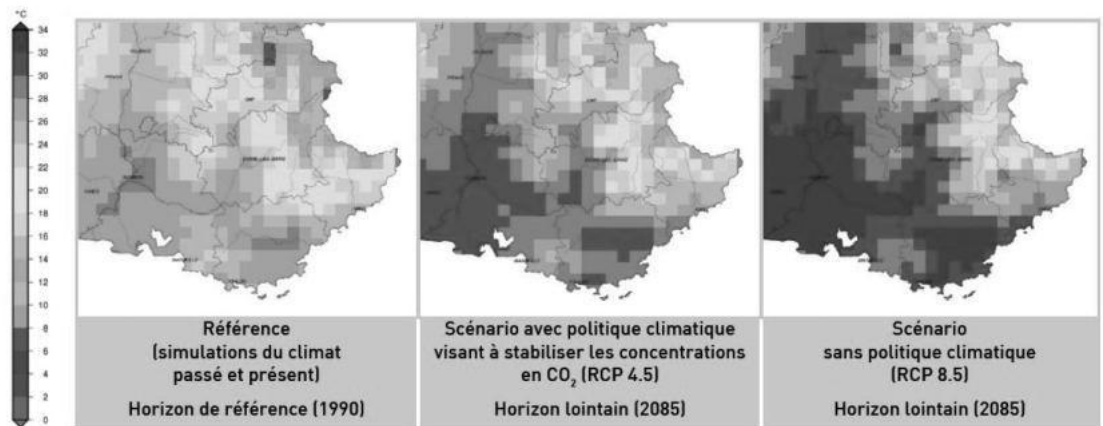 °C
34
32
30
28
26
24
22
20
18
16
14
12
10
8
6
4
2
0
Référence
(simulations du climat
passé et présent)
Horizon de référence (1990)
Scénario avec politique climatique
visant à stabiliser les concentrations
en CO₂ (RCP 4.5)
Horizon lointain (2085)
Scénario
sans politique climatique
(RCP 8.5)
Horizon lointain (2085)